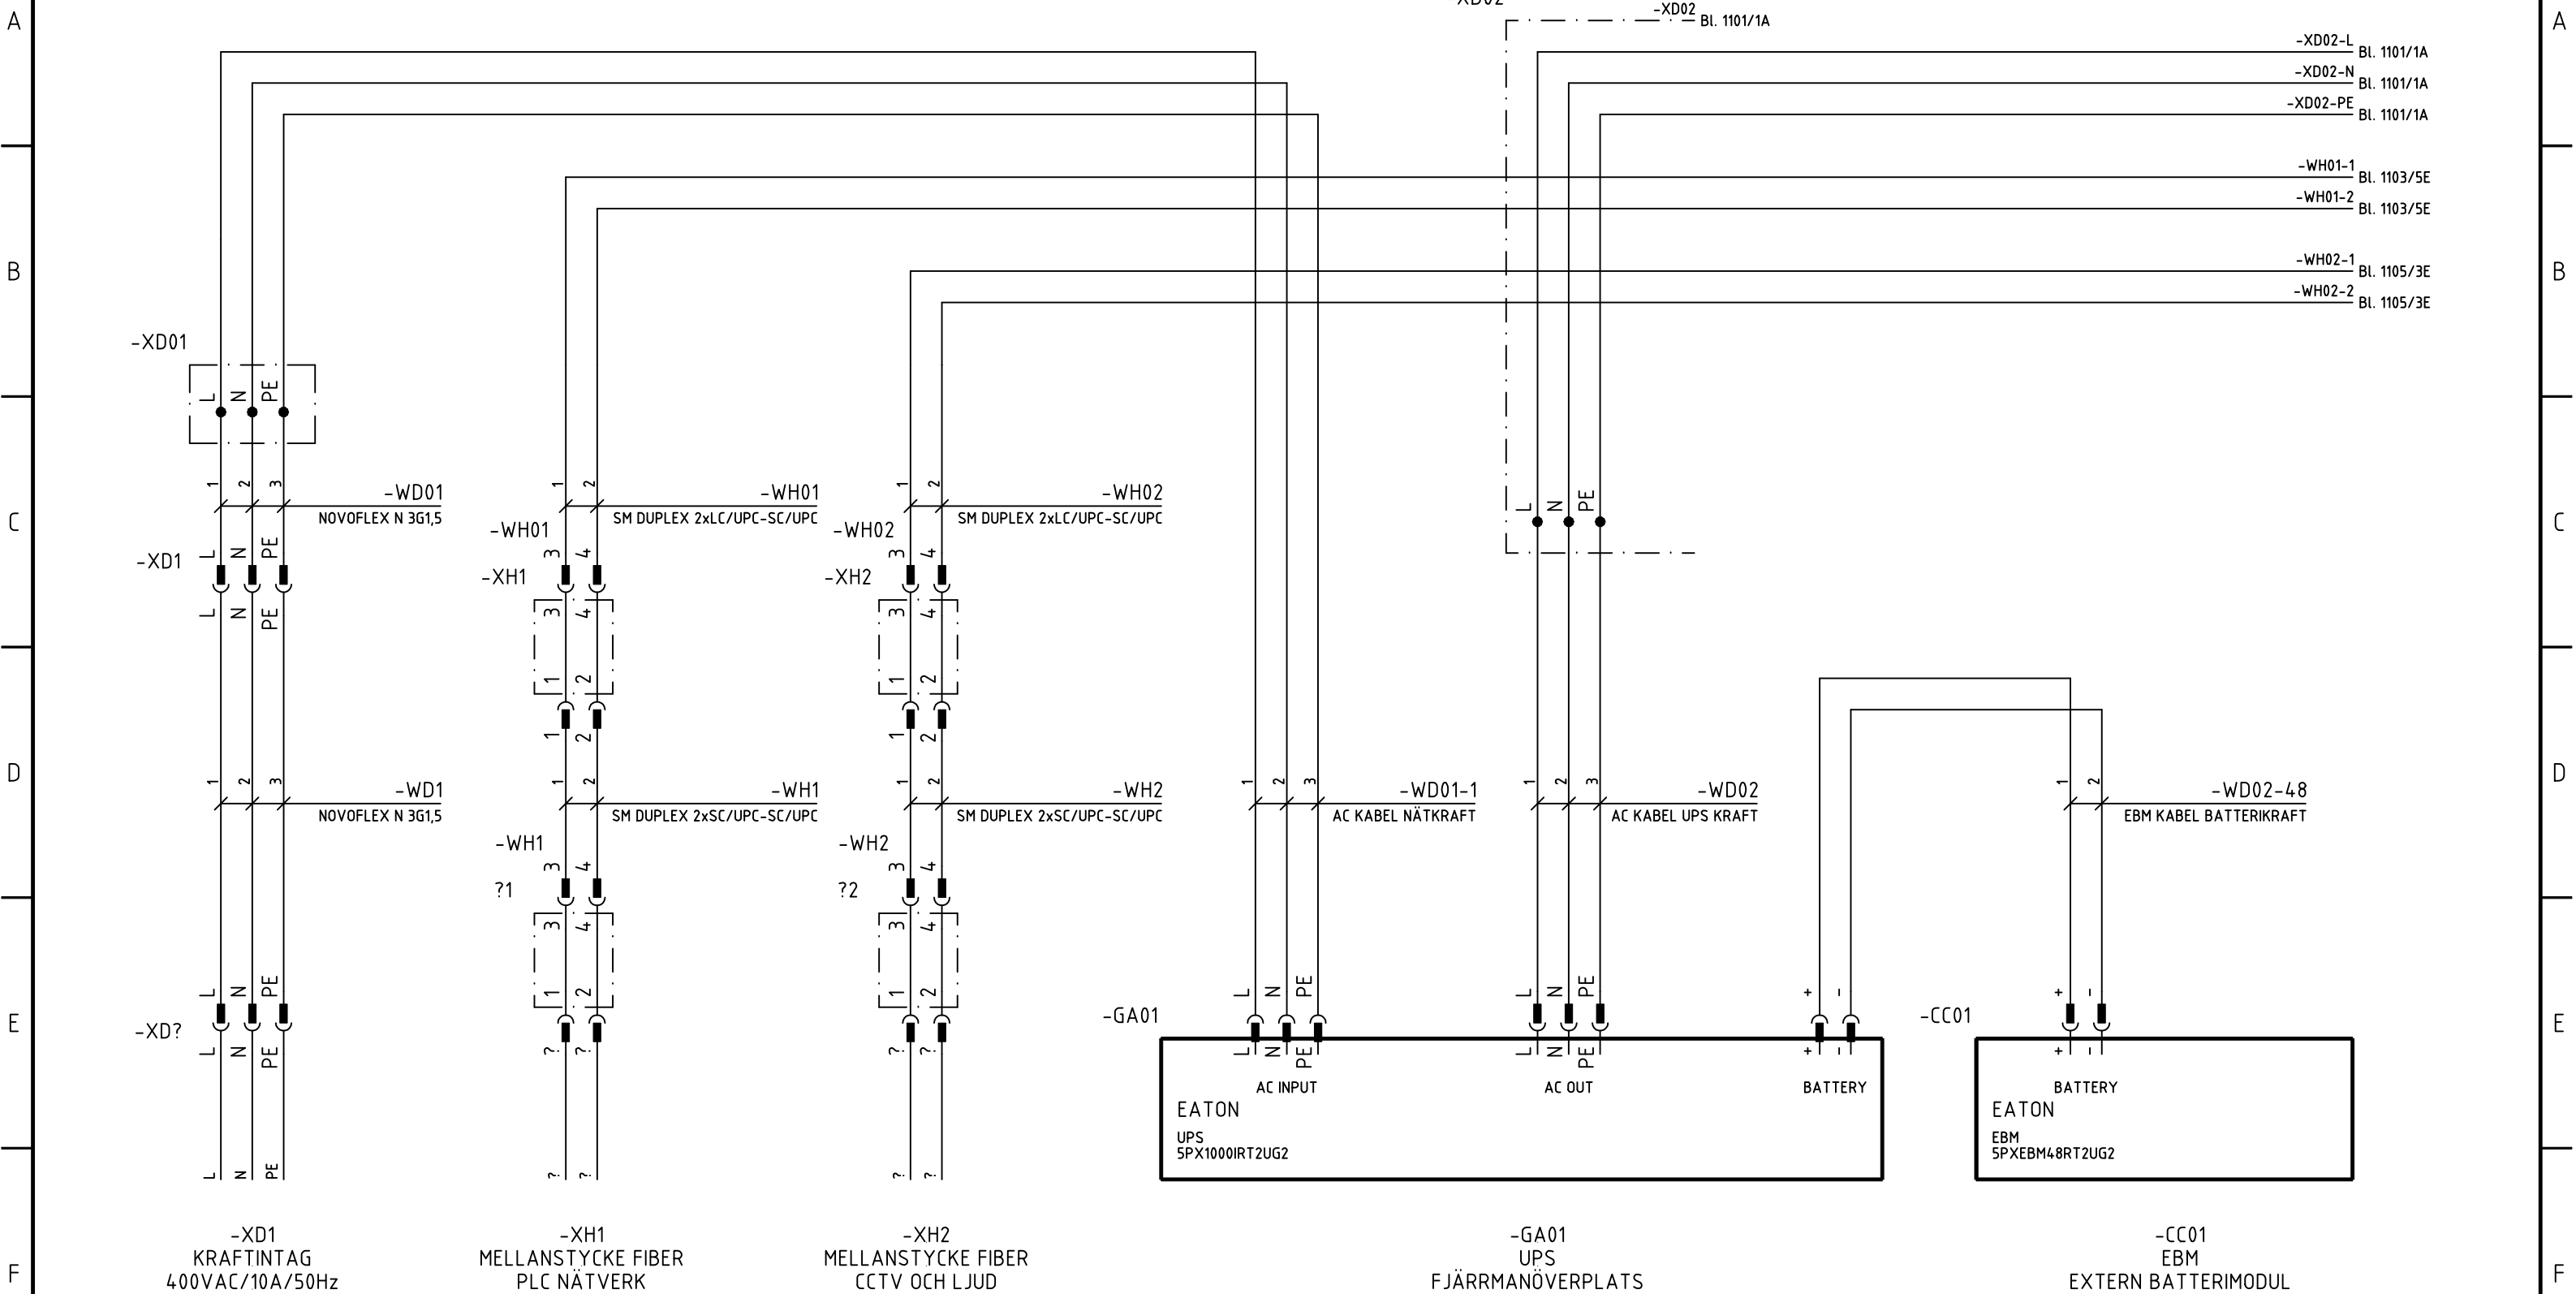 A
A
-XD02
Bl. 1101/1A
-XD02-L
Bl. 1101/1A
-XD02-N
Bl. 1101/1A
-XD02-PE
Bl. 1101/1A
-WH01-1
Bl. 1103/5E
-WH01-2
Bl. 1103/5E
B
B
-WH02-1
Bl. 1105/3E
-WH02-2
Bl. 1105/3E
-XD01
L N PE
1 2 3
-WD01
NOVOFLEX N 3G1,5
1 2
-WH01
SM DUPLEX 2xLC/UPC-SC/UPC
1 2
-WH02
SM DUPLEX 2xLC/UPC-SC/UPC
L N PE
C
C
-XD1
L N PE
L N PE
-WH01
3 4
-XH1
3 4
1 2
1 2
-WH02
3 4
-XH2
3 4
1 2
1 2
D
D
1 2 3
-WD1
NOVOFLEX N 3G1,5
1 2
-WH1
SM DUPLEX 2xSC/UPC-SC/UPC
1 2
-WH2
SM DUPLEX 2xSC/UPC-SC/UPC
1 2 3
-WD01-1
AC KABEL NÄTKRAFT
1 2 3
-WD02
AC KABEL UPS KRAFT
1 2
-WD02-48
EBM KABEL BATTERIKRAFT
-WH1
3 4
?1
3 4
1 2
? ?
-WH2
3 4
?2
3 4
1 2
? ?
E
E
-XD?
L N PE
L N PE
-GA01
L N PE
L N PE
AC INPUT
L N PE
L N PE
AC OUT
+ -
+ -
BATTERY
EATON
UPS
5PX1000IRT2UG2
-CC01
+ -
+ -
BATTERY
EATON
EBM
5PXEBM48RT2UG2
L N PE
? ?
? ?
F
F
-XD1
KRAFTINTAG
400VAC/10A/50Hz
-XH1
MELLANSTYCKE FIBER
PLC NÄTVERK
-XH2
MELLANSTYCKE FIBER
CCTV OCH LJUD
-GA01
UPS
FJÄRRMANÖVERPLATS
-CC01
EBM
EXTERN BATTERIMODUL